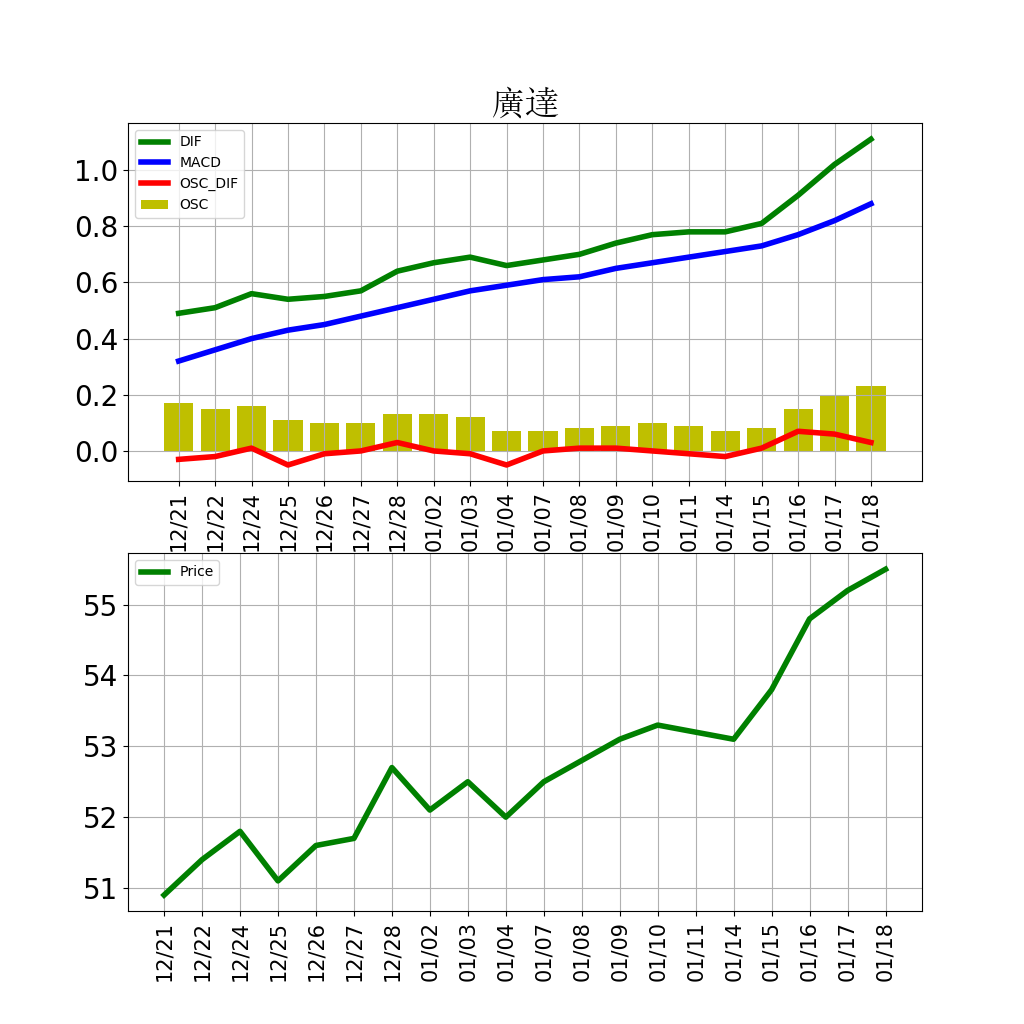 廣達
DIF
MACD
OSC_DIF
OSC
1.0
0.8
0.6
0.4
0.2
0.0
12/21 12/22 12/24 12/25 12/26 12/27 12/28 01/02 01/03 01/04 01/07 01/08 01/09 01/10 01/11 01/14 01/15 01/16 01/17 01/18
Price
55
54
53
52
51
12/21 12/22 12/24 12/25 12/26 12/27 12/28 01/02 01/03 01/04 01/07 01/08 01/09 01/10 01/11 01/14 01/15 01/16 01/17 01/18